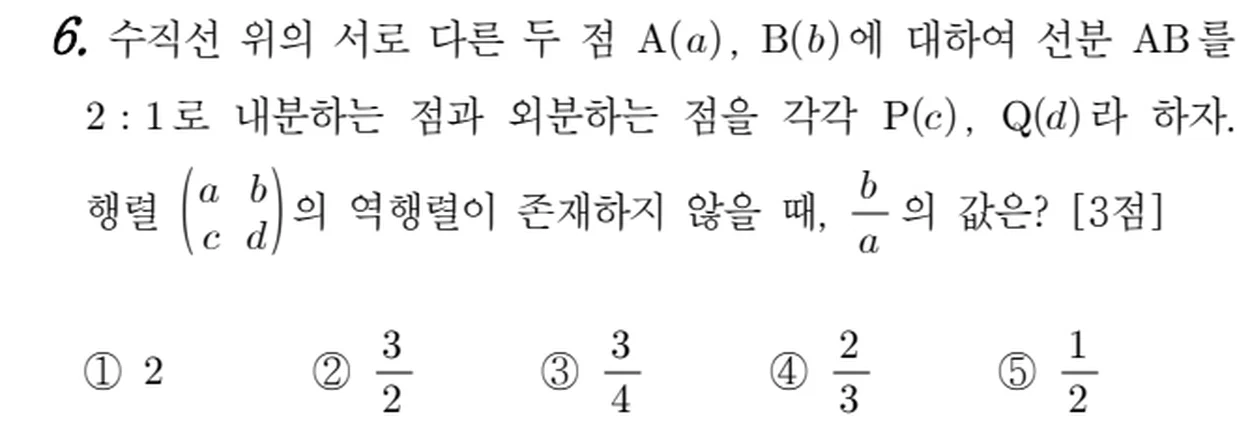 6. 수직선 위의 서로 다른 두 점 A(a), B(b)에 대하여 선분 AB를
2 : 1로 내분하는 점과 외분하는 점을 각각 P(c), Q(d)라 하자.
행렬 (a b
c d)의 역행렬이 존재하지 않을 때, b/a의 값은? [3점]
① 2 ② 3/2 ③ 3/4 ④ 2/3 ⑤ 1/2